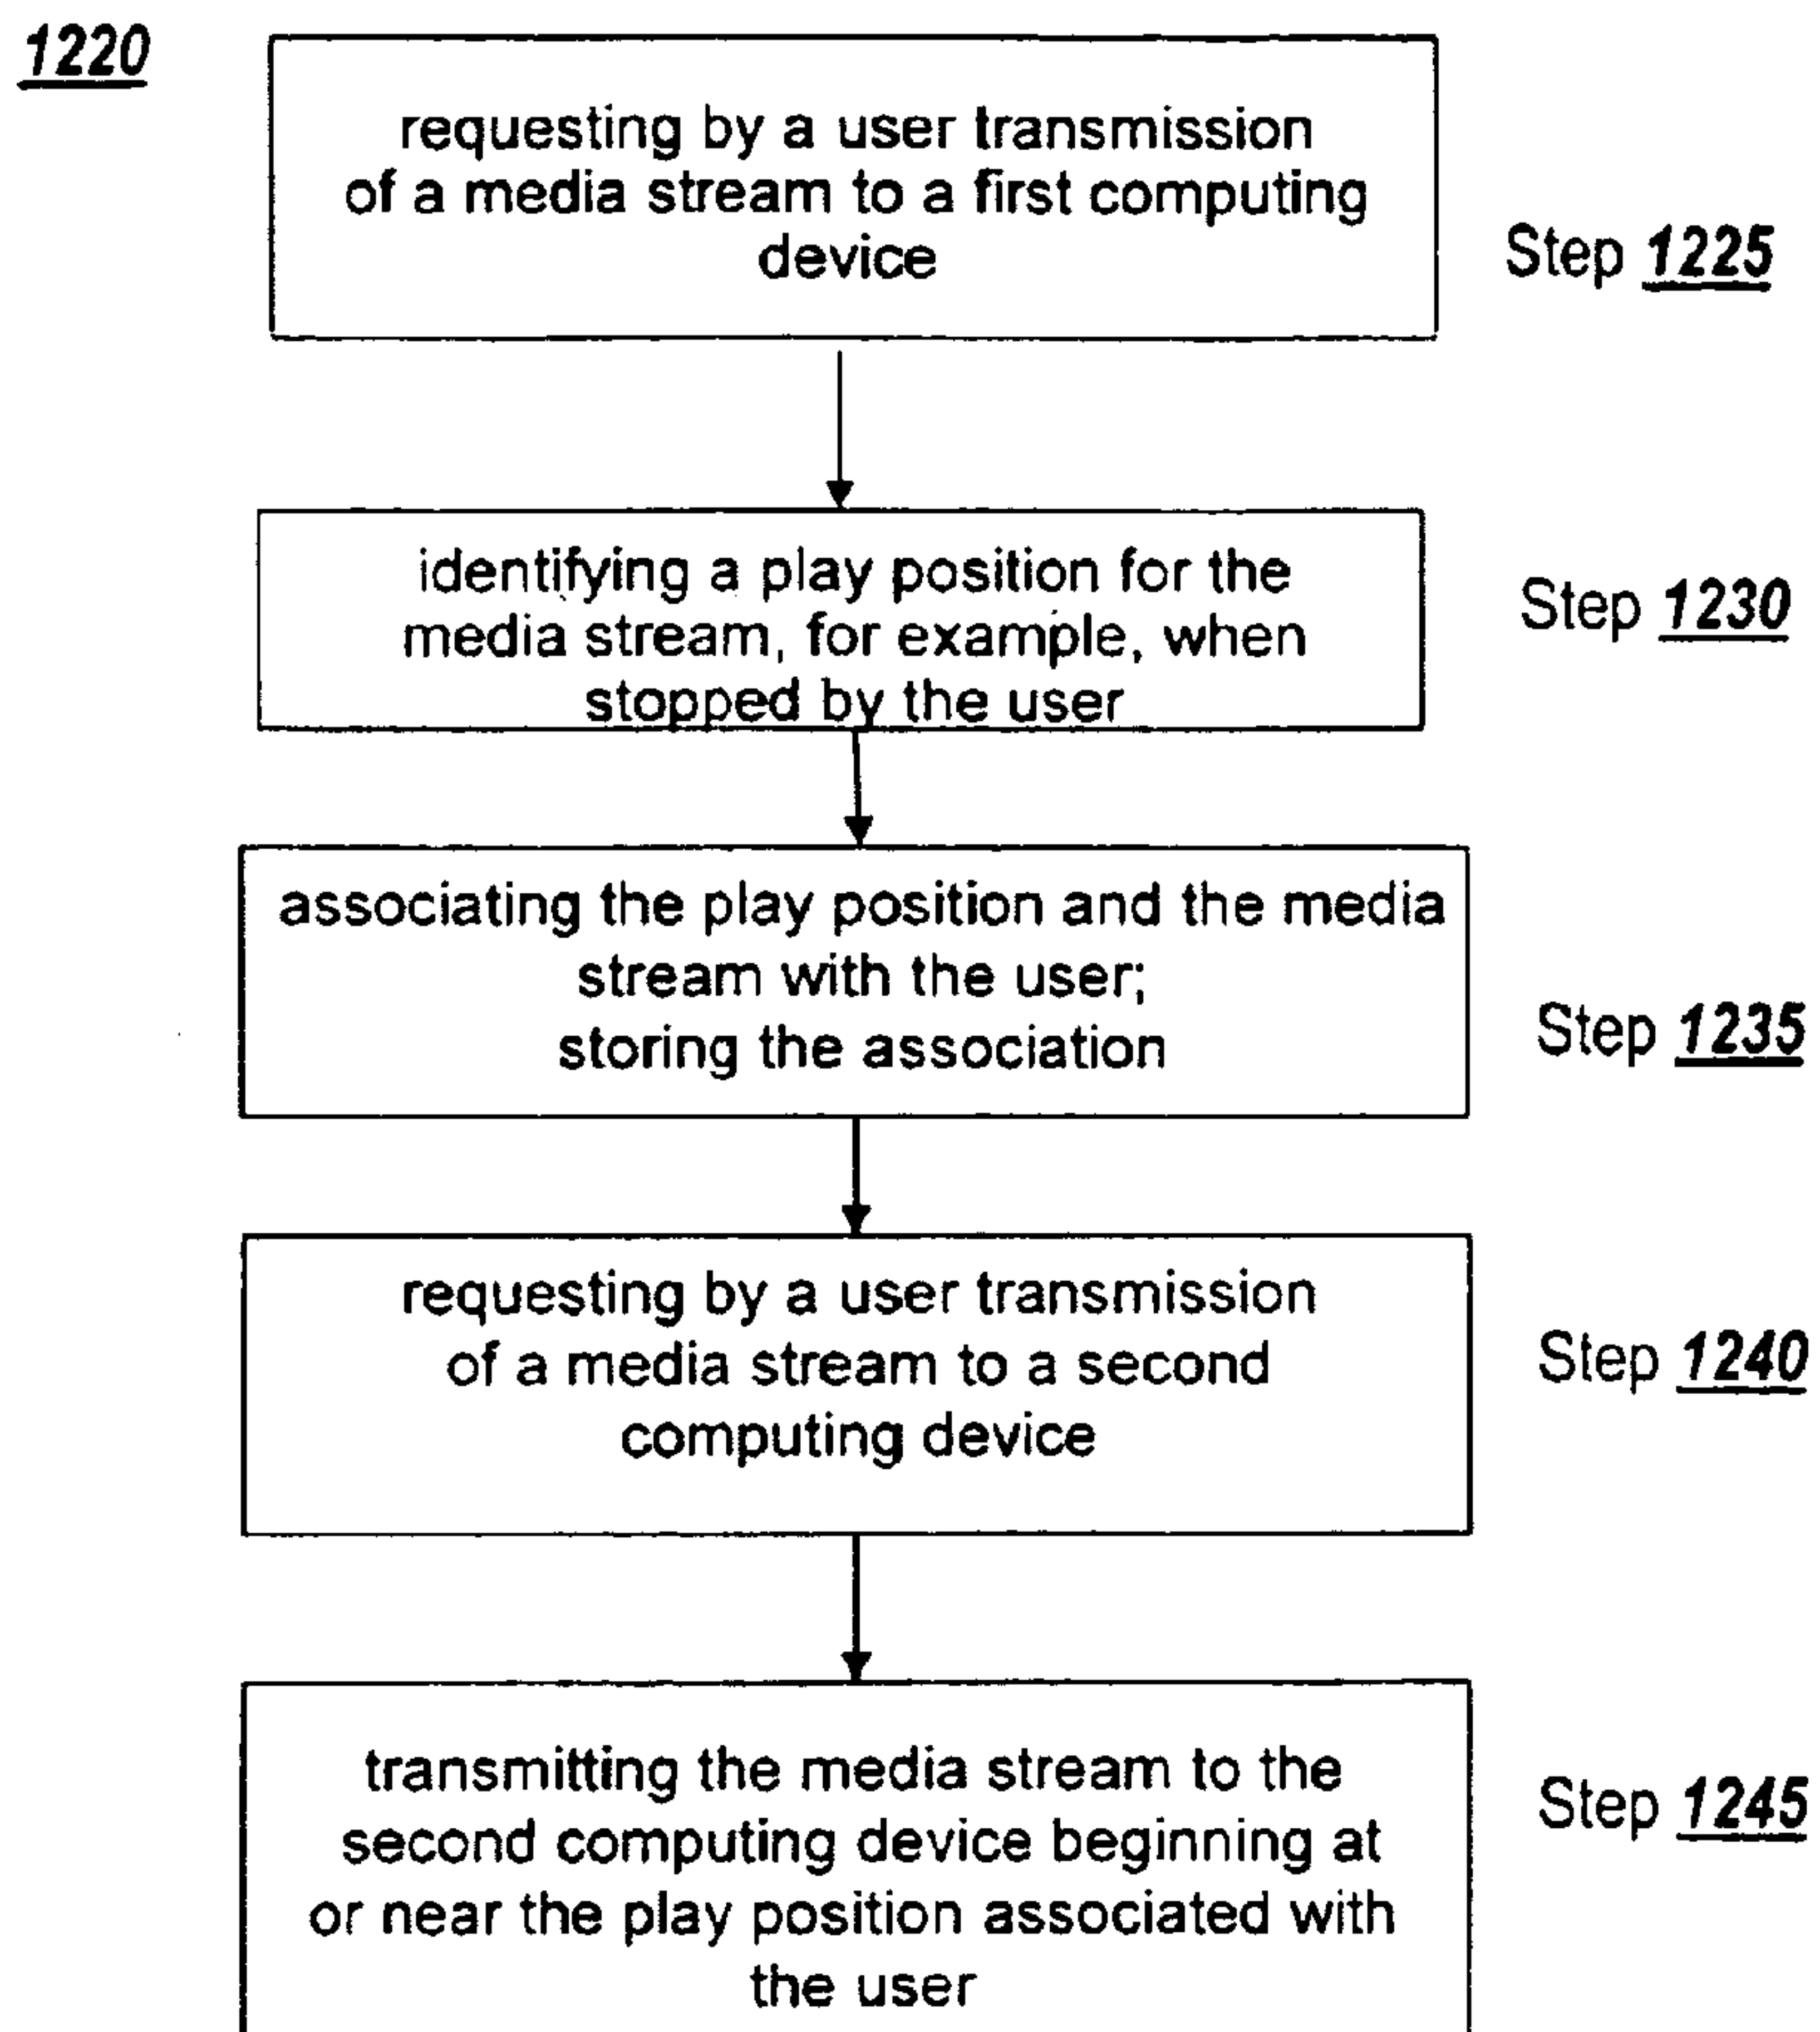 1220
requesting by a user transmission
of a media stream to a first computing
device
Step 1225
identifying a play position for the
media stream, for example, when
stopped by the user
Step 1230
associating the play position and the media
stream with the user;
storing the association
Step 1235
requesting by a user transmission
of a media stream to a second
computing device
Step 1240
transmitting the media stream to the
second computing device beginning at
or near the play position associated with
the user
Step 1245